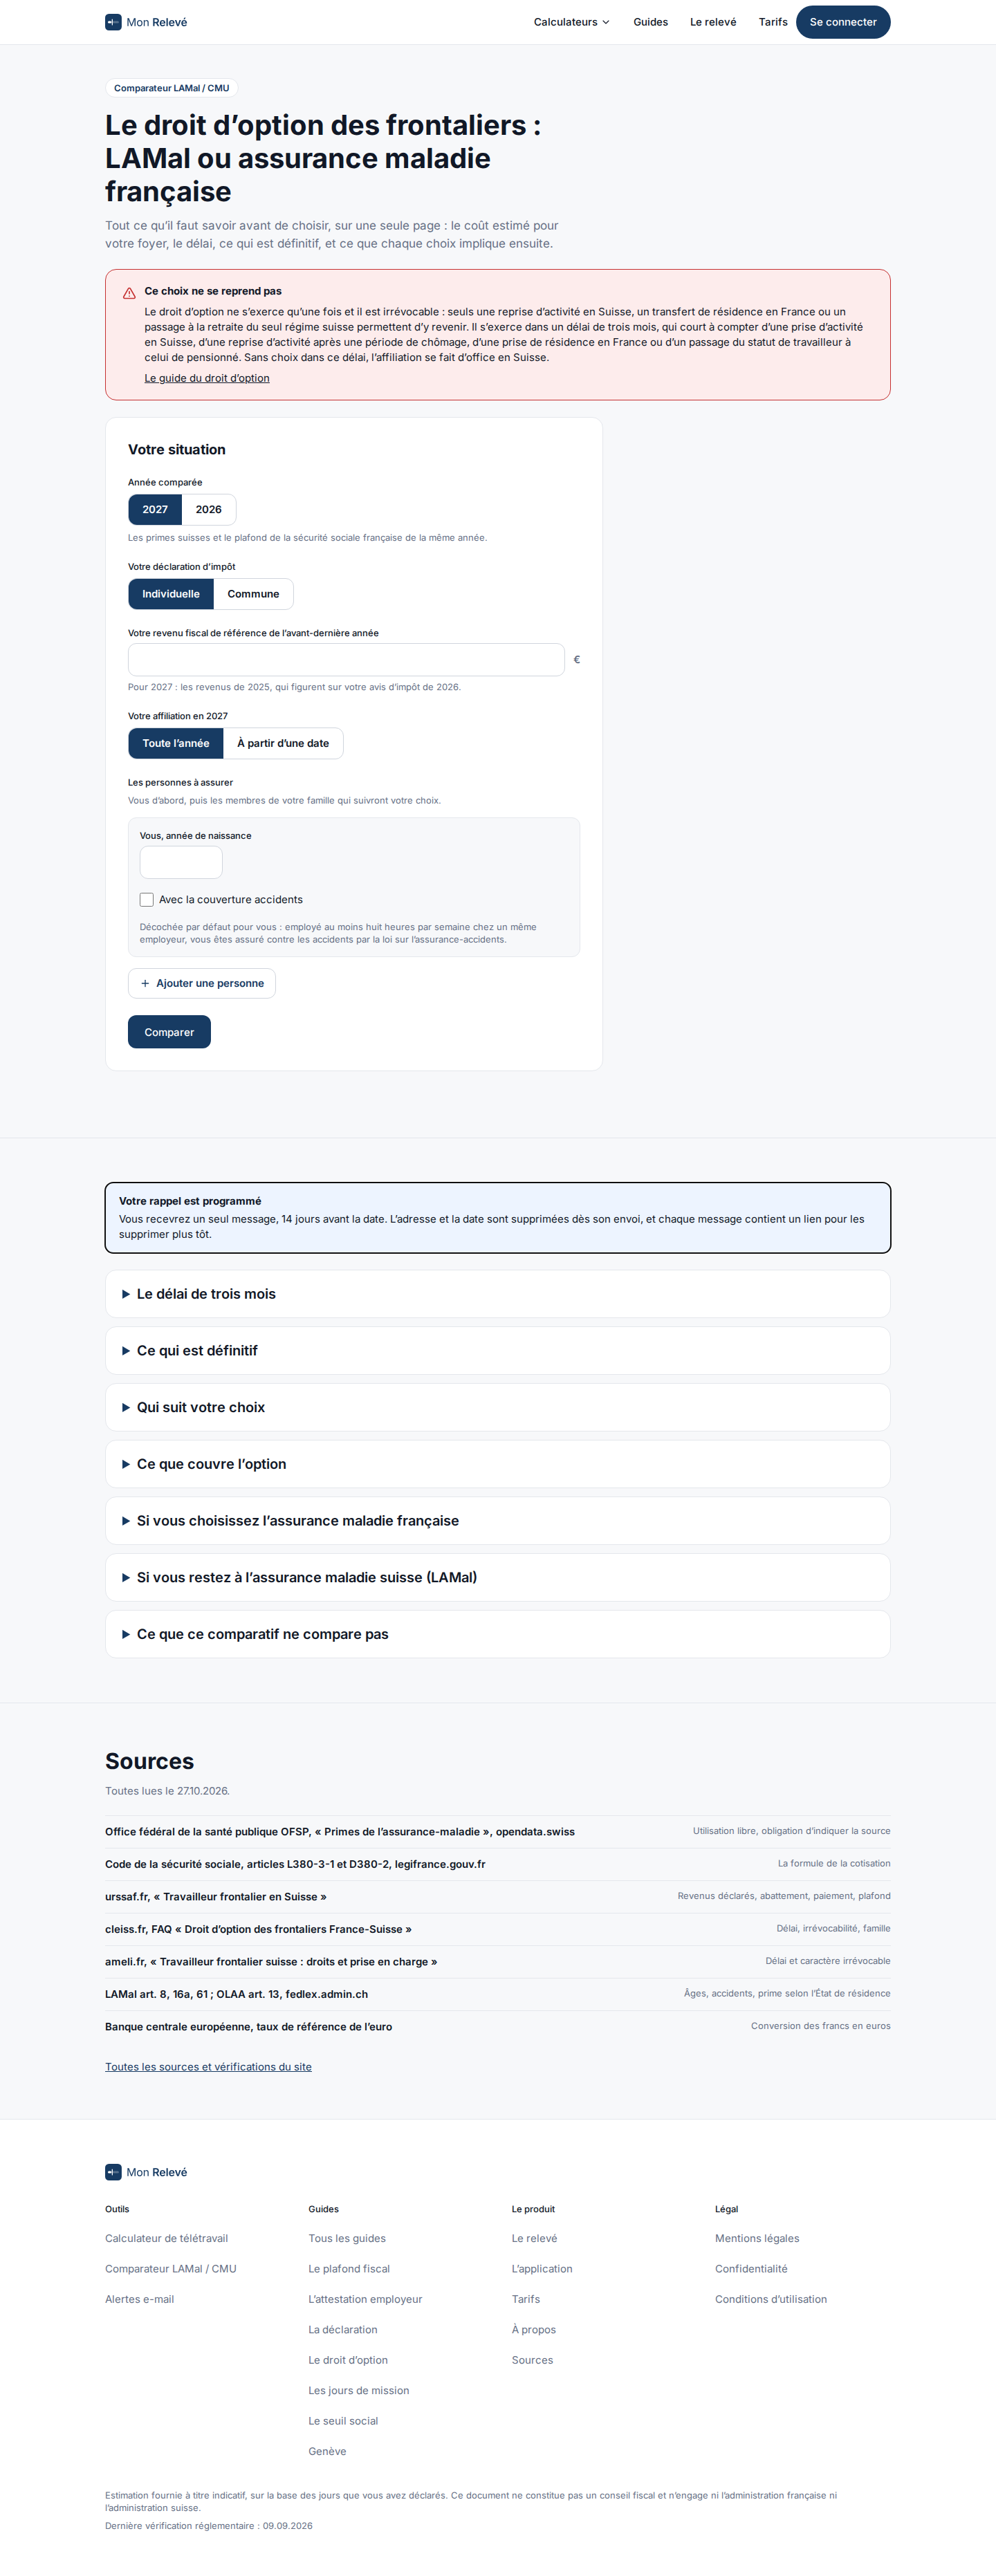 Mon Relevé
Calculateurs
Guides
Le relevé
Tarifs
Se connecter
Comparateur LAMal / CMU
Le droit d’option des frontaliers :
LAMal ou assurance maladie
française
Tout ce qu’il faut savoir avant de choisir, sur une seule page : le coût estimé pour
votre foyer, le délai, ce qui est définitif, et ce que chaque choix implique ensuite.
Ce choix ne se reprend pas
Le droit d’option ne s’exerce qu’une fois et il est irrévocable : seuls une reprise d’activité en Suisse, un transfert de résidence en France ou un
passage à la retraite du seul régime suisse permettent d’y revenir. Il s’exerce dans un délai de trois mois, qui court à compter d’une prise d’activité
en Suisse, d’une reprise d’activité après une période de chômage, d’une prise de résidence en France ou d’un passage du statut de travailleur à
celui de pensionné. Sans choix dans ce délai, l’affiliation se fait d’office en Suisse.
Le guide du droit d’option
Votre situation
Année comparée
2027
2026
Les primes suisses et le plafond de la sécurité sociale française de la même année.
Votre déclaration d’impôt
Individuelle
Commune
Votre revenu fiscal de référence de l’avant-dernière année
€
Pour 2027 : les revenus de 2025, qui figurent sur votre avis d’impôt de 2026.
Votre affiliation en 2027
Toute l’année
À partir d’une date
Les personnes à assurer
Vous d’abord, puis les membres de votre famille qui suivront votre choix.
Vous, année de naissance
Avec la couverture accidents
Décochée par défaut pour vous : employé au moins huit heures par semaine chez un même
employeur, vous êtes assuré contre les accidents par la loi sur l’assurance-accidents.
Ajouter une personne
Comparer
Votre rappel est programmé
Vous recevrez un seul message, 14 jours avant la date. L’adresse et la date sont supprimées dès son envoi, et chaque message contient un lien pour les
supprimer plus tôt.
Le délai de trois mois
Ce qui est définitif
Qui suit votre choix
Ce que couvre l’option
Si vous choisissez l’assurance maladie française
Si vous restez à l’assurance maladie suisse (LAMal)
Ce que ce comparatif ne compare pas
Sources
Toutes lues le 27.10.2026.
Office fédéral de la santé publique OFSP, « Primes de l’assurance-maladie », opendata.swiss
Utilisation libre, obligation d’indiquer la source
Code de la sécurité sociale, articles L380-3-1 et D380-2, legifrance.gouv.fr
La formule de la cotisation
urssaf.fr, « Travailleur frontalier en Suisse »
Revenus déclarés, abattement, paiement, plafond
cleiss.fr, FAQ « Droit d’option des frontaliers France-Suisse »
Délai, irrévocabilité, famille
ameli.fr, « Travailleur frontalier suisse : droits et prise en charge »
Délai et caractère irrévocable
LAMal art. 8, 16a, 61 ; OLAA art. 13, fedlex.admin.ch
Âges, accidents, prime selon l’État de résidence
Banque centrale européenne, taux de référence de l’euro
Conversion des francs en euros
Toutes les sources et vérifications du site
Mon Relevé
Outils
Calculateur de télétravail
Comparateur LAMal / CMU
Alertes e-mail
Guides
Tous les guides
Le plafond fiscal
L’attestation employeur
La déclaration
Le droit d’option
Les jours de mission
Le seuil social
Genève
Le produit
Le relevé
L’application
Tarifs
À propos
Sources
Légal
Mentions légales
Confidentialité
Conditions d’utilisation
Estimation fournie à titre indicatif, sur la base des jours que vous avez déclarés. Ce document ne constitue pas un conseil fiscal et n’engage ni l’administration française ni
l’administration suisse.
Dernière vérification réglementaire : 09.09.2026